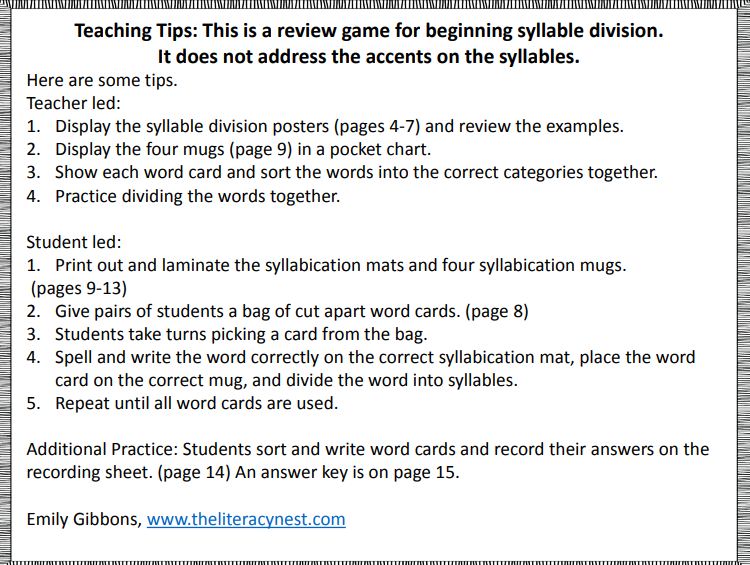 Teaching Tips: This is a review game for beginning syllable division.
It does not address the accents on the syllables.
Here are some tips.
Teacher led:
1. Display the syllable division posters (pages 4-7) and review the examples.
2. Display the four mugs (page 9) in a pocket chart.
3. Show each word card and sort the words into the correct categories together.
4. Practice dividing the words together.
Student led:
1. Print out and laminate the syllabication mats and four syllabication mugs.
(pages 9-13)
2. Give pairs of students a bag of cut apart word cards. (page 8)
3. Students take turns picking a card from the bag.
4. Spell and write the word correctly on the correct syllabication mat, place the word
card on the correct mug, and divide the word into syllables.
5. Repeat until all word cards are used.
Additional Practice: Students sort and write word cards and record their answers on the
recording sheet. (page 14) An answer key is on page 15.
Emily Gibbons, www.theliteracynest.com